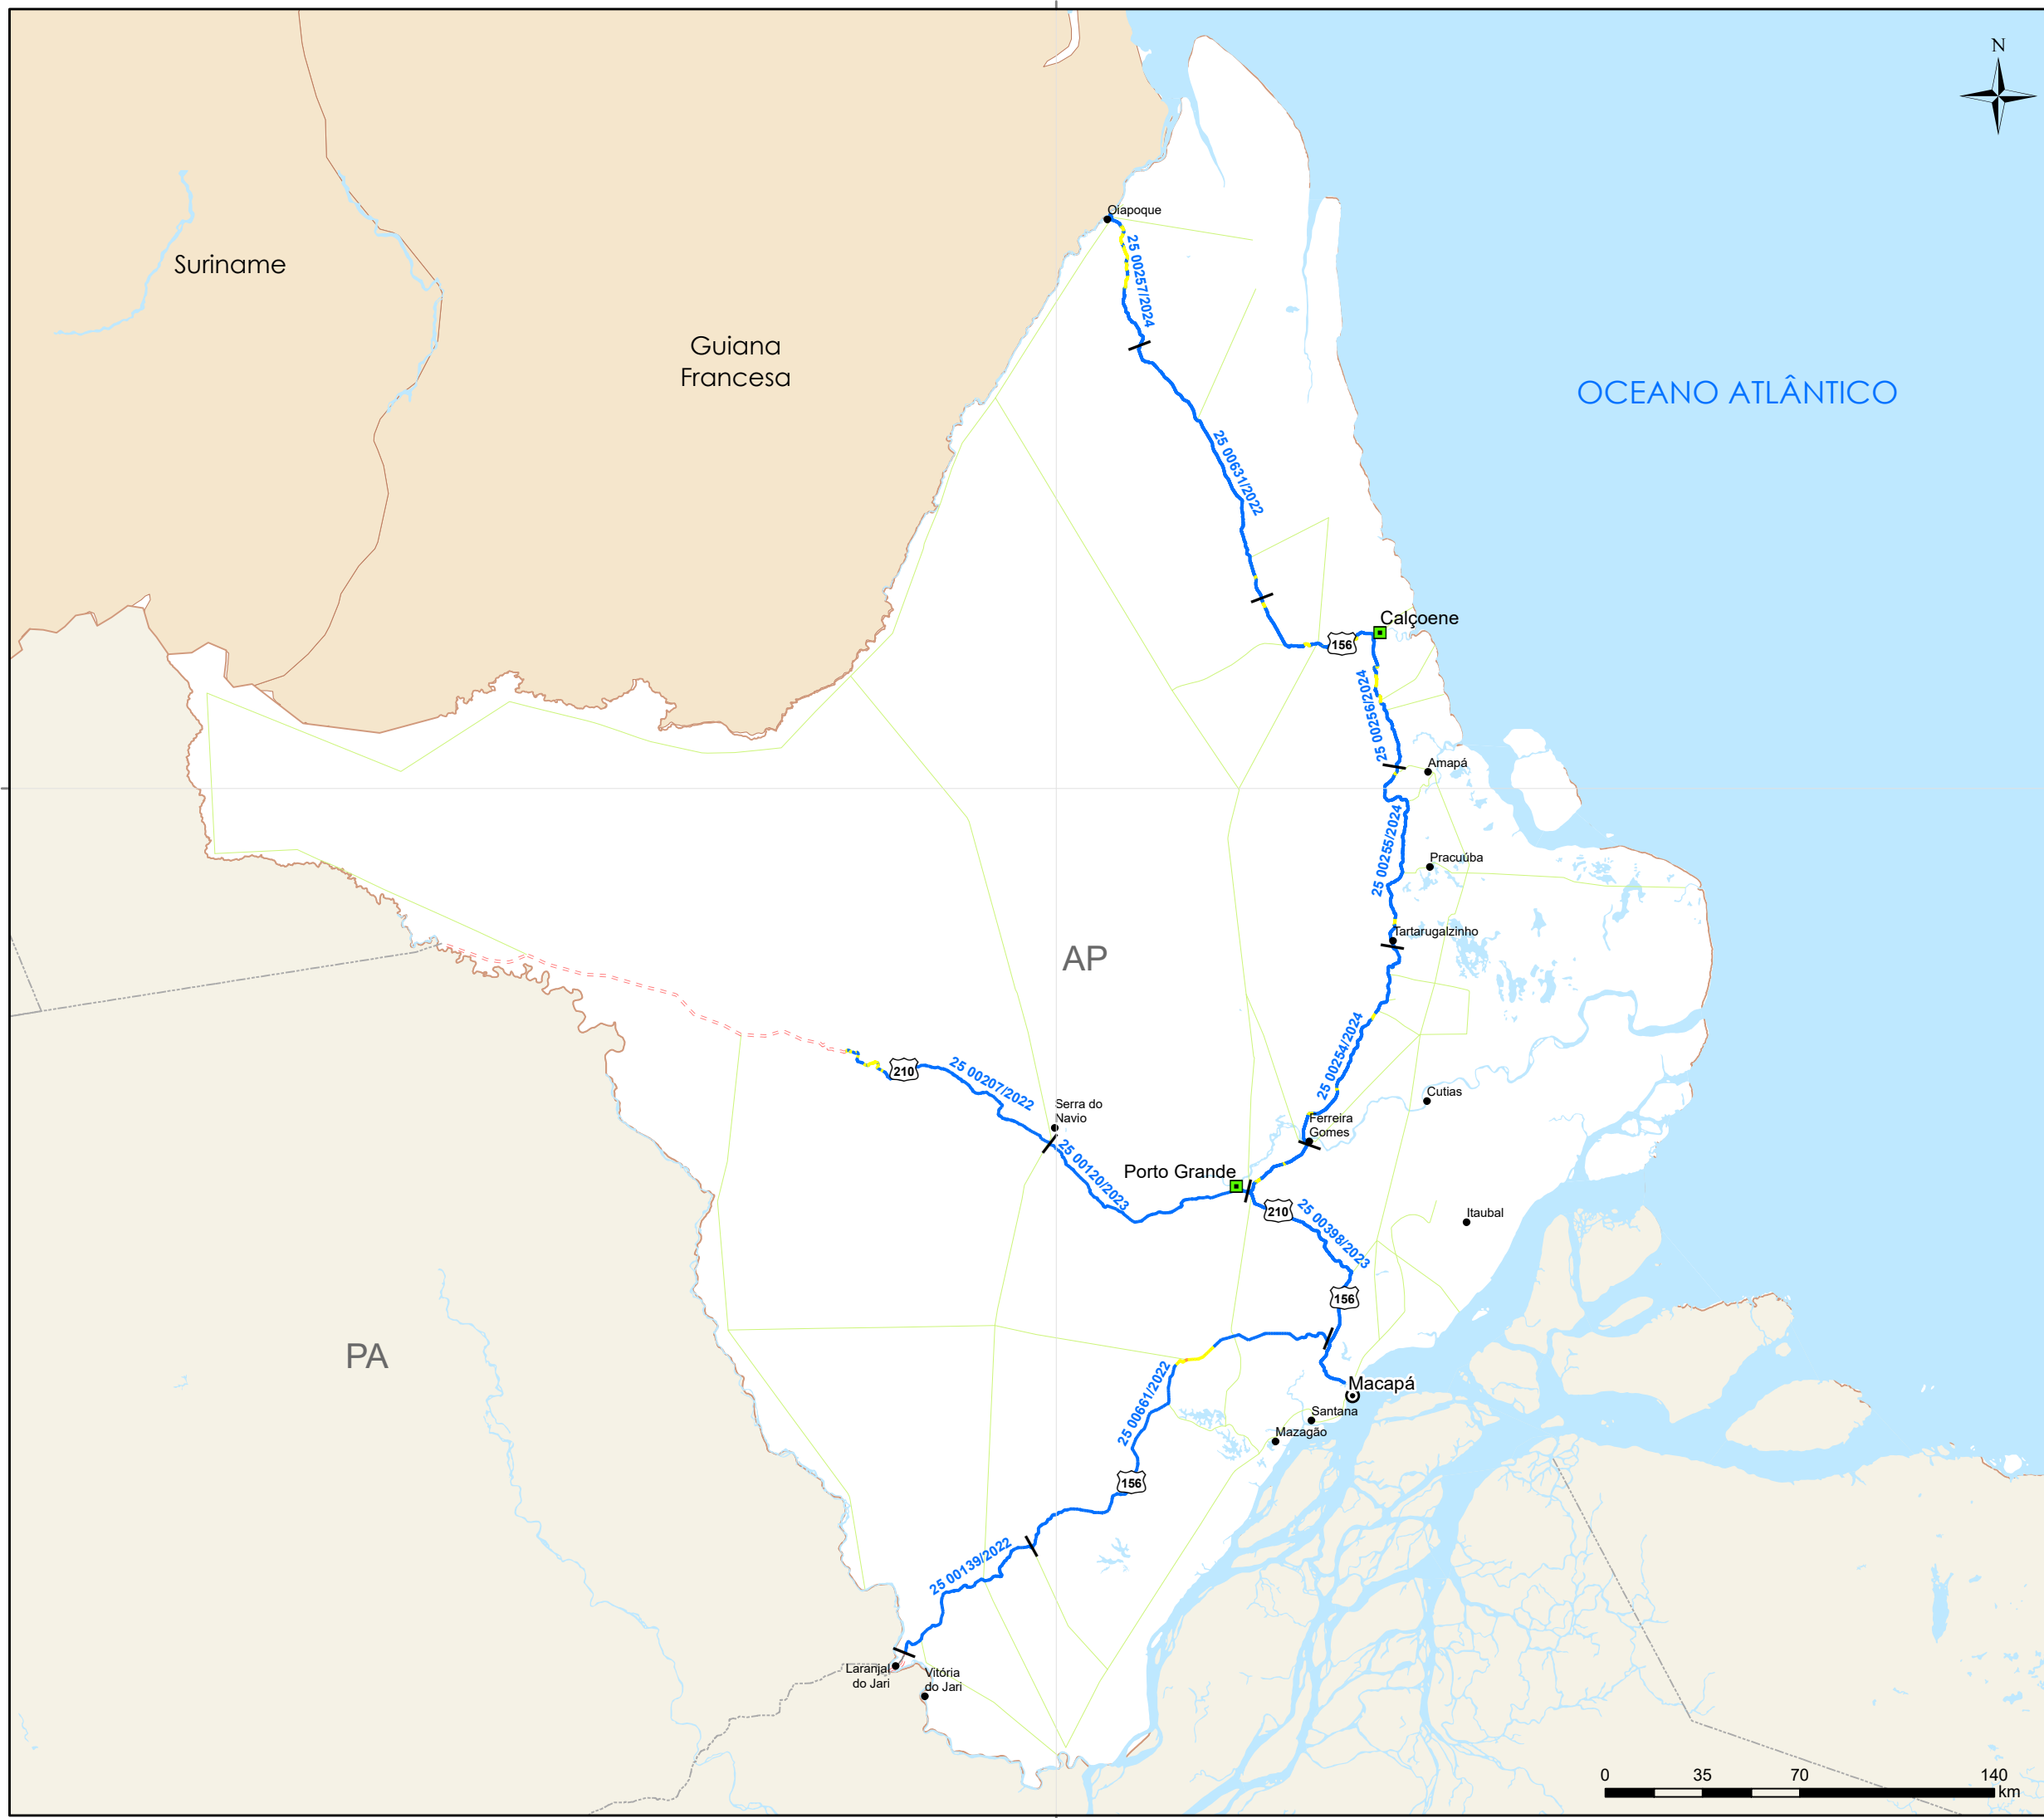 N
Oiapoque
25 00257/2024
Suriname
Guiana
Francesa
OCEANO ATLÂNTICO
25 00631/2022
Calçoene
156
25 00256/2024
Amapá
25 00255/2024
Pracuúba
Tartarugalzinho
AP
25 00254/2024
210
25 00207/2022
Serra do
Navio
Cutias
Ferreira
Gomes
25 00120/2023
Porto Grande
210
25 00398/2023
Itaubal
156
PA
25 00661/2022
Macapá
Santana
Mazagão
156
25 00139/2022
Laranjal
do Jari
Vitória
do Jari
0 35 70 140
km